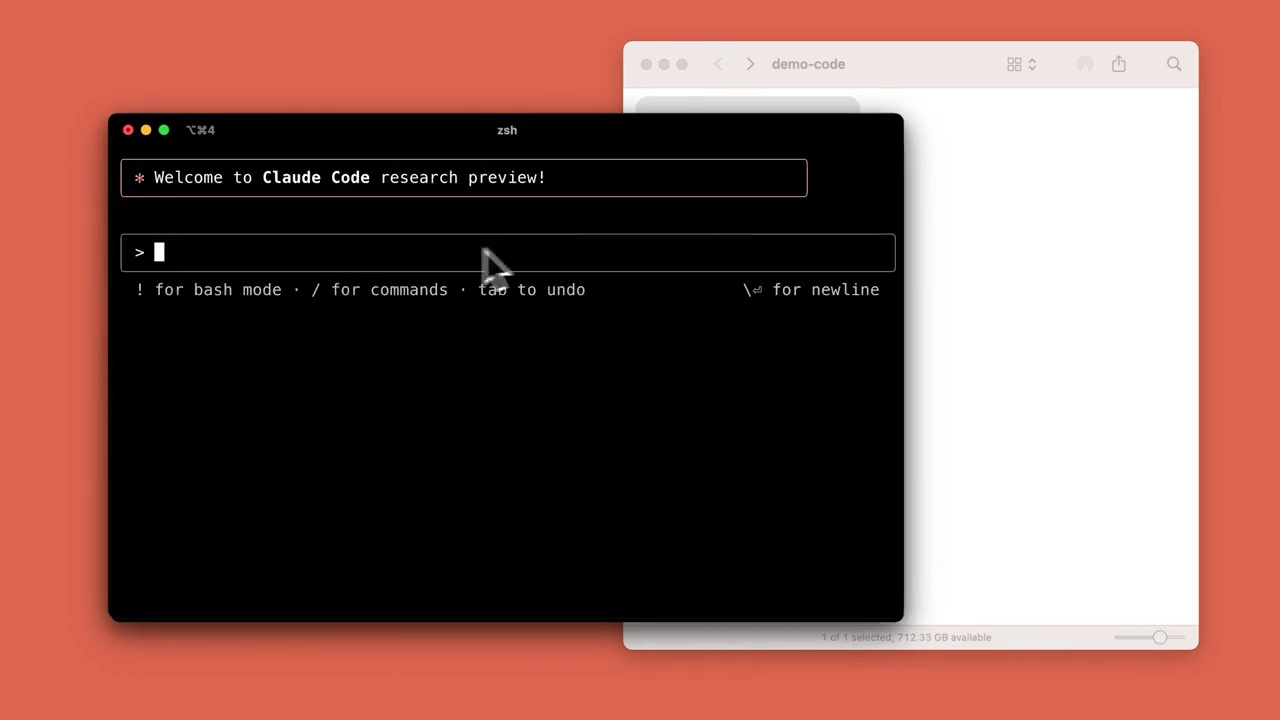 demo-code
⌥⌘4
zsh
* Welcome to Claude Code research preview!
>
! for bash mode · / for commands · tab to undo
\⏎ for newline
1 of 1 selected, 712.33 GB available